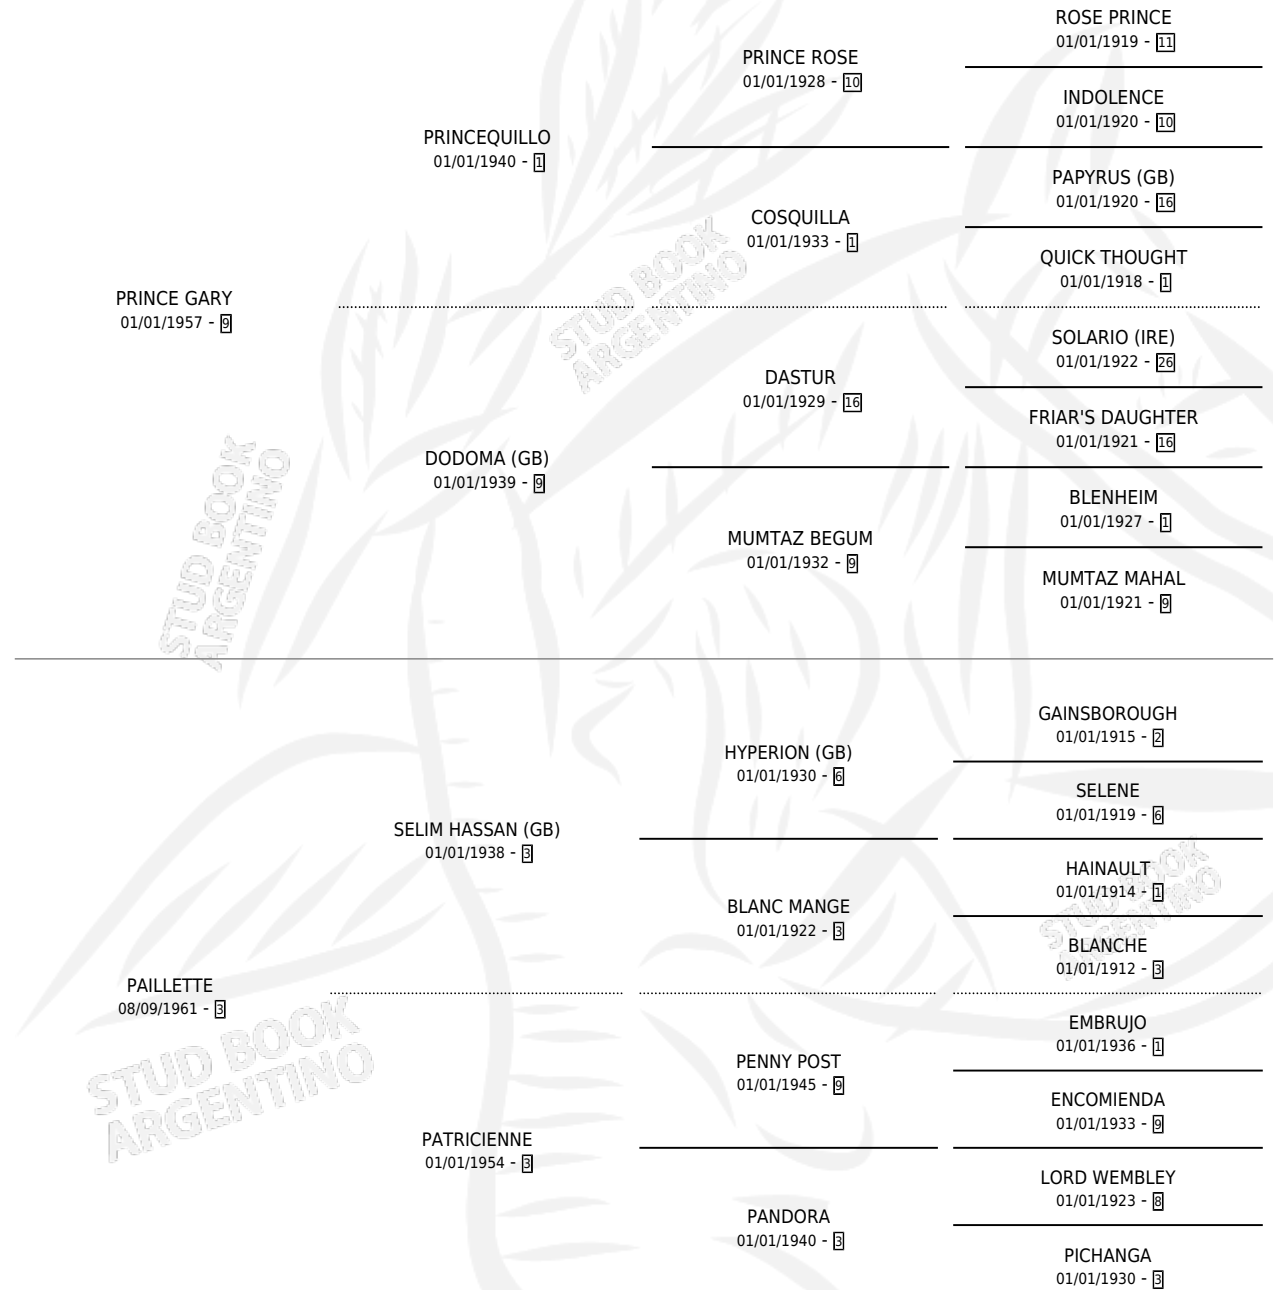 ROSE PRINCE
01/01/1919 - 11
PRINCE ROSE
01/01/1928 - 10
INDOLENCE
01/01/1920 - 10
PRINCEQUILLO
01/01/1940 - 1
PAPYRUS (GB)
01/01/1920 - 16
COSQUILLA
01/01/1933 - 1
QUICK THOUGHT
01/01/1918 - 1
PRINCE GARY
01/01/1957 - 9
SOLARIO (IRE)
01/01/1922 - 26
DASTUR
01/01/1929 - 16
FRIAR'S DAUGHTER
01/01/1921 - 16
DODOMA (GB)
01/01/1939 - 9
BLENHEIM
01/01/1927 - 1
MUMTAZ BEGUM
01/01/1932 - 9
MUMTAZ MAHAL
01/01/1921 - 9
GAINSBOROUGH
01/01/1915 - 2
HYPERION (GB)
01/01/1930 - 6
SELENE
01/01/1919 - 6
SELIM HASSAN (GB)
01/01/1938 - 3
HAINAULT
01/01/1914 - 1
BLANC MANGE
01/01/1922 - 3
BLANCHE
01/01/1912 - 3
PAILLETTE
08/09/1961 - 3
EMBRUJO
01/01/1936 - 1
PENNY POST
01/01/1945 - 9
ENCOMIENDA
01/01/1933 - 9
PATRICIENNE
01/01/1954 - 3
LORD WEMBLEY
01/01/1923 - 8
PANDORA
01/01/1940 - 3
PICHANGA
01/01/1930 - 3
STUD BOOK
ARGENTINO
STUD BOOK
ARGENTINO
STUD BOOK
ARGENTINO
STUD BOOK
ARGENTINO